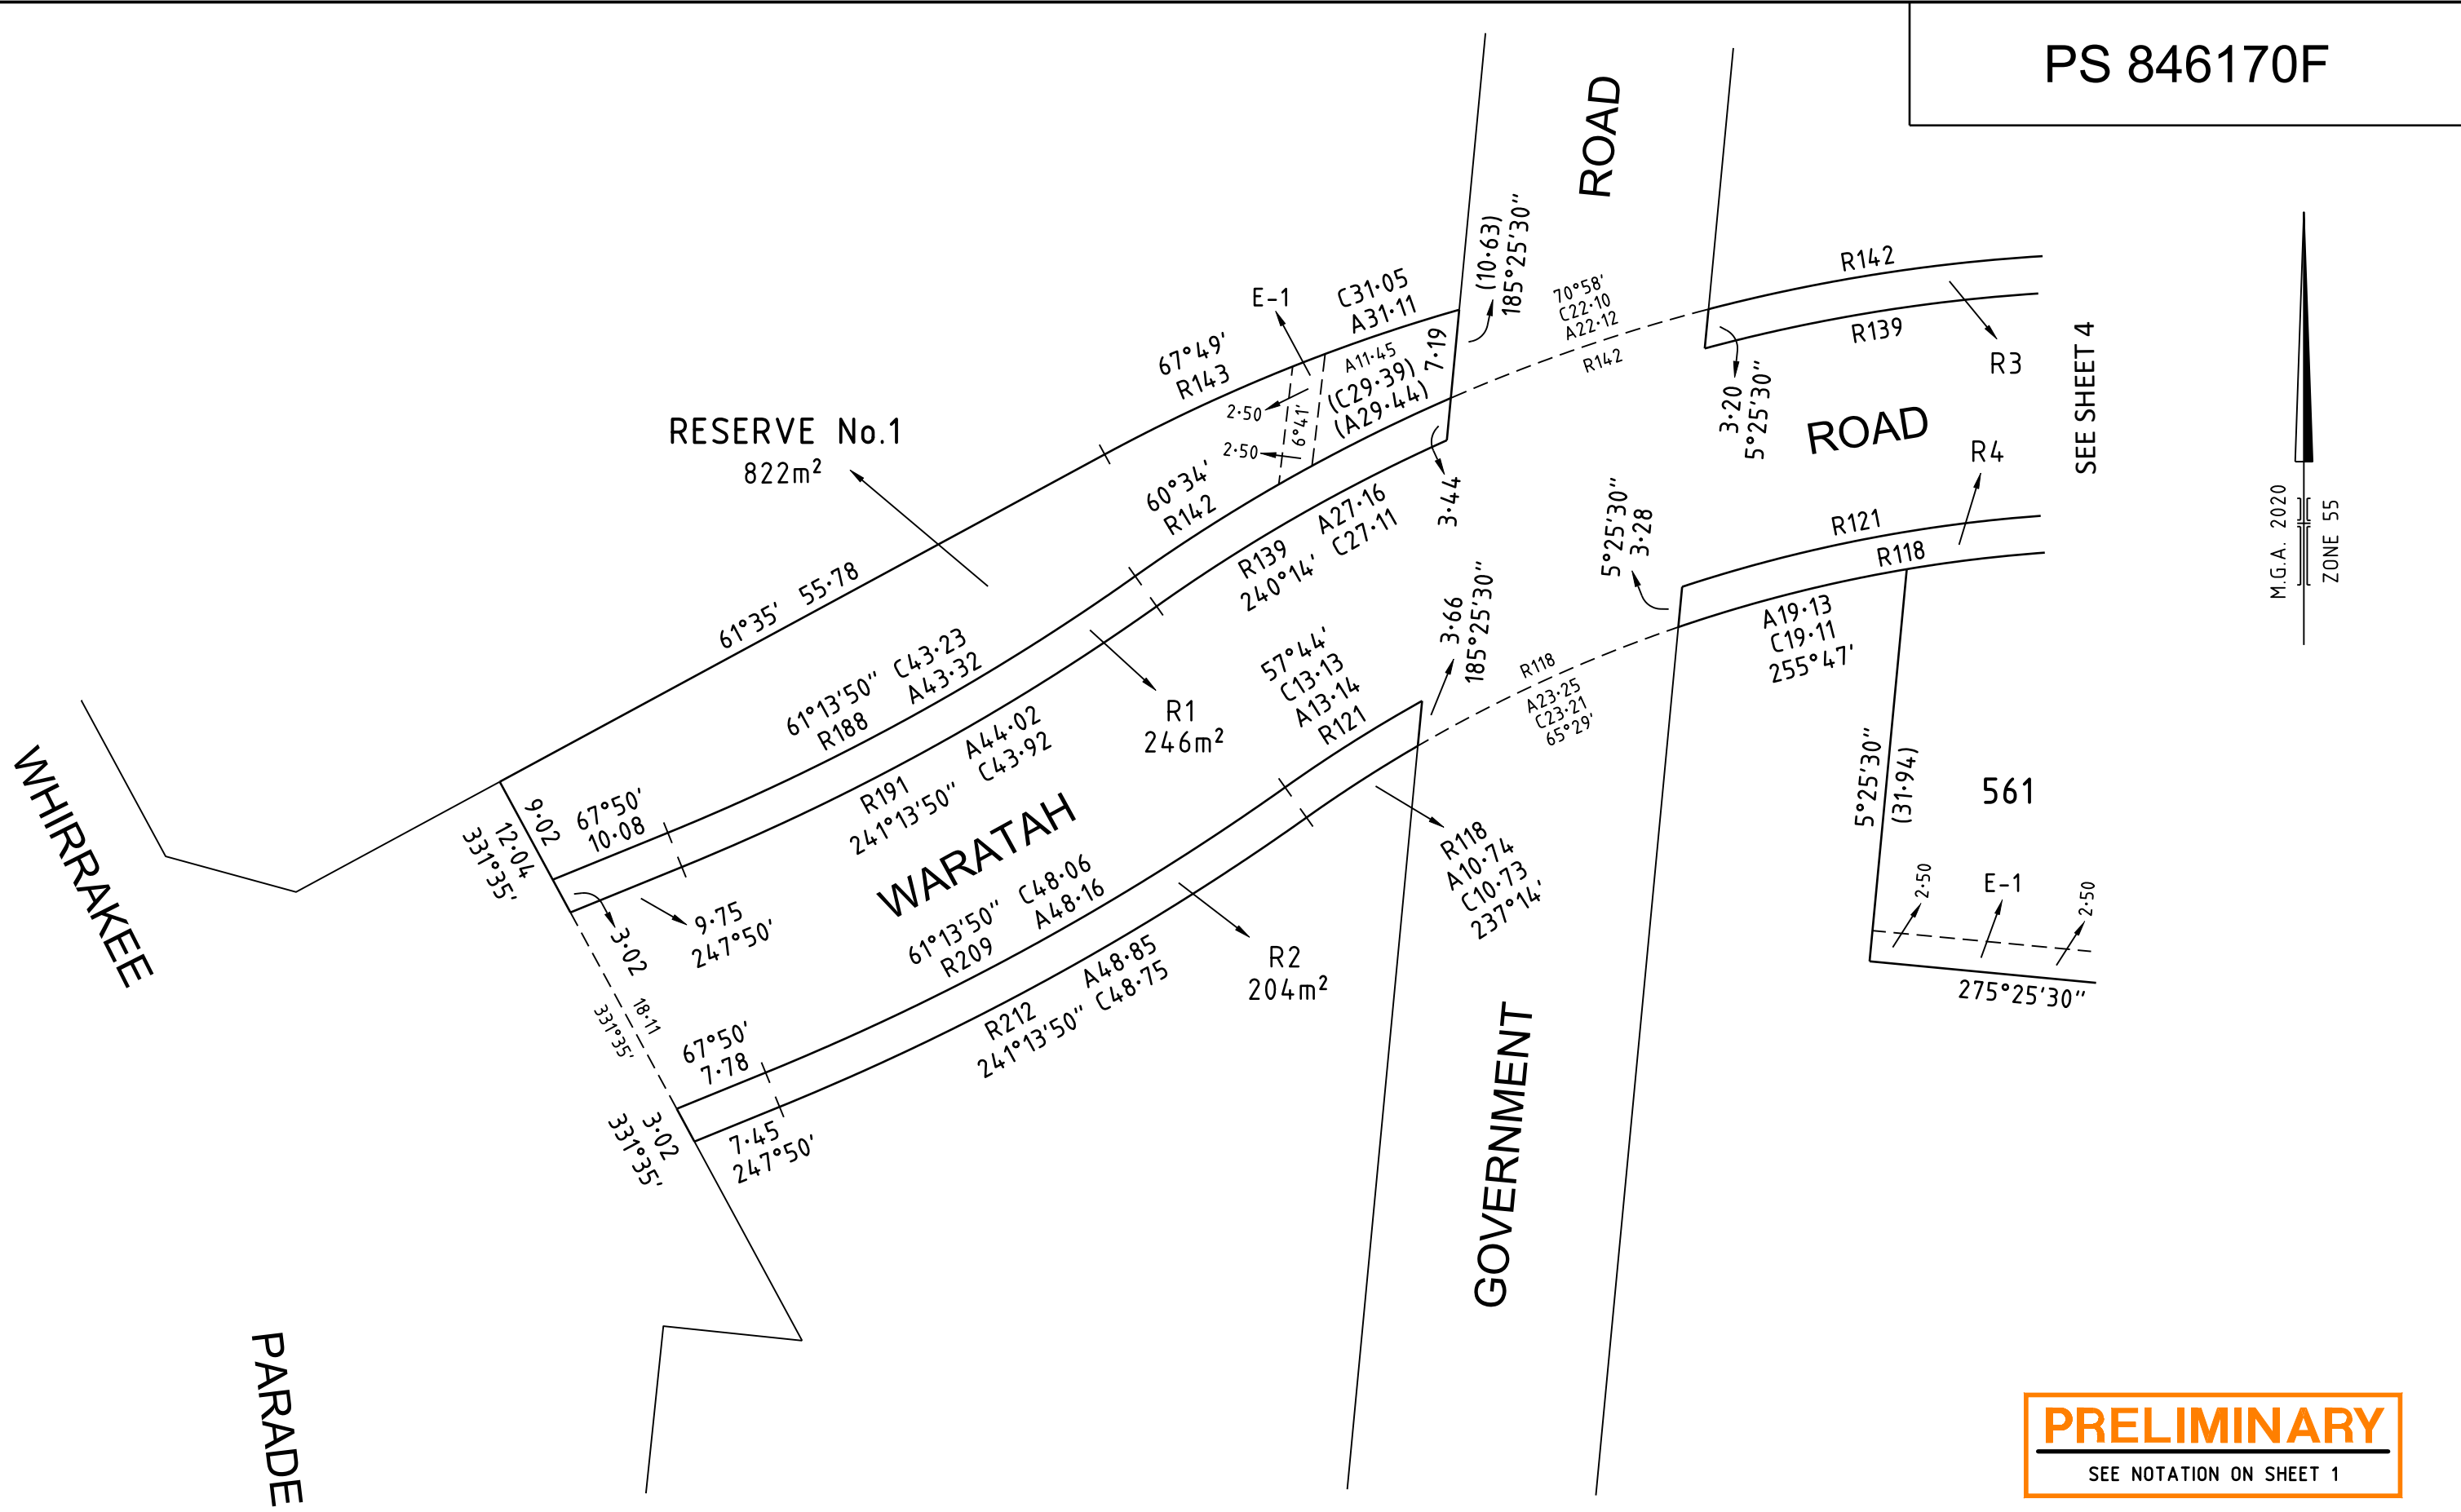 PS 846170F
ROAD
(10·63)
185°25'30"
E-1
C31·05
A31·11
67°49'
R143
A11·45
(C29·39)
(A29·44)
7·19
2·50
2·50
6°41'
70°58'
C22·10
A22·12
R142
R142
R139
R3
3·20
5°25'30"
ROAD
SEE SHEET 4
RESERVE No.1
822m²
60°34'
R142
R139
240°14'
A27·16
C27·11
3·44
R4
R121
R118
5°25'30"
3·28
M.G.A. 2020
ZONE 55
61°35' 55·78
61°13'50" C43·23
R188 A43·32
R1
246m²
57°44'
C13·13
A13·14
R121
3·66
185°25'30"
R118
A23·25
C23·21
65°29'
A19·13
C19·11
255°47'
WHIRRAKEE
9·02
12·04
331°35'
67°50'
10·08
R191 A44·02
241°13'50" C43·92
WARATAH
3·02
9·75
247°50'
61°13'50" C48·06
R209 A48·16
R118
A10·74
C10·73
237°14'
5°25'30"
(31·94)
561
2·50
E-1
2·50
275°25'30"
18·11
331°35'
67°50'
7·78
R212 A48·85
241°13'50" C48·75
R2
204m²
3·02
331°35'
7·45
247°50'
GOVERNMENT
PARADE
PRELIMINARY
SEE NOTATION ON SHEET 1